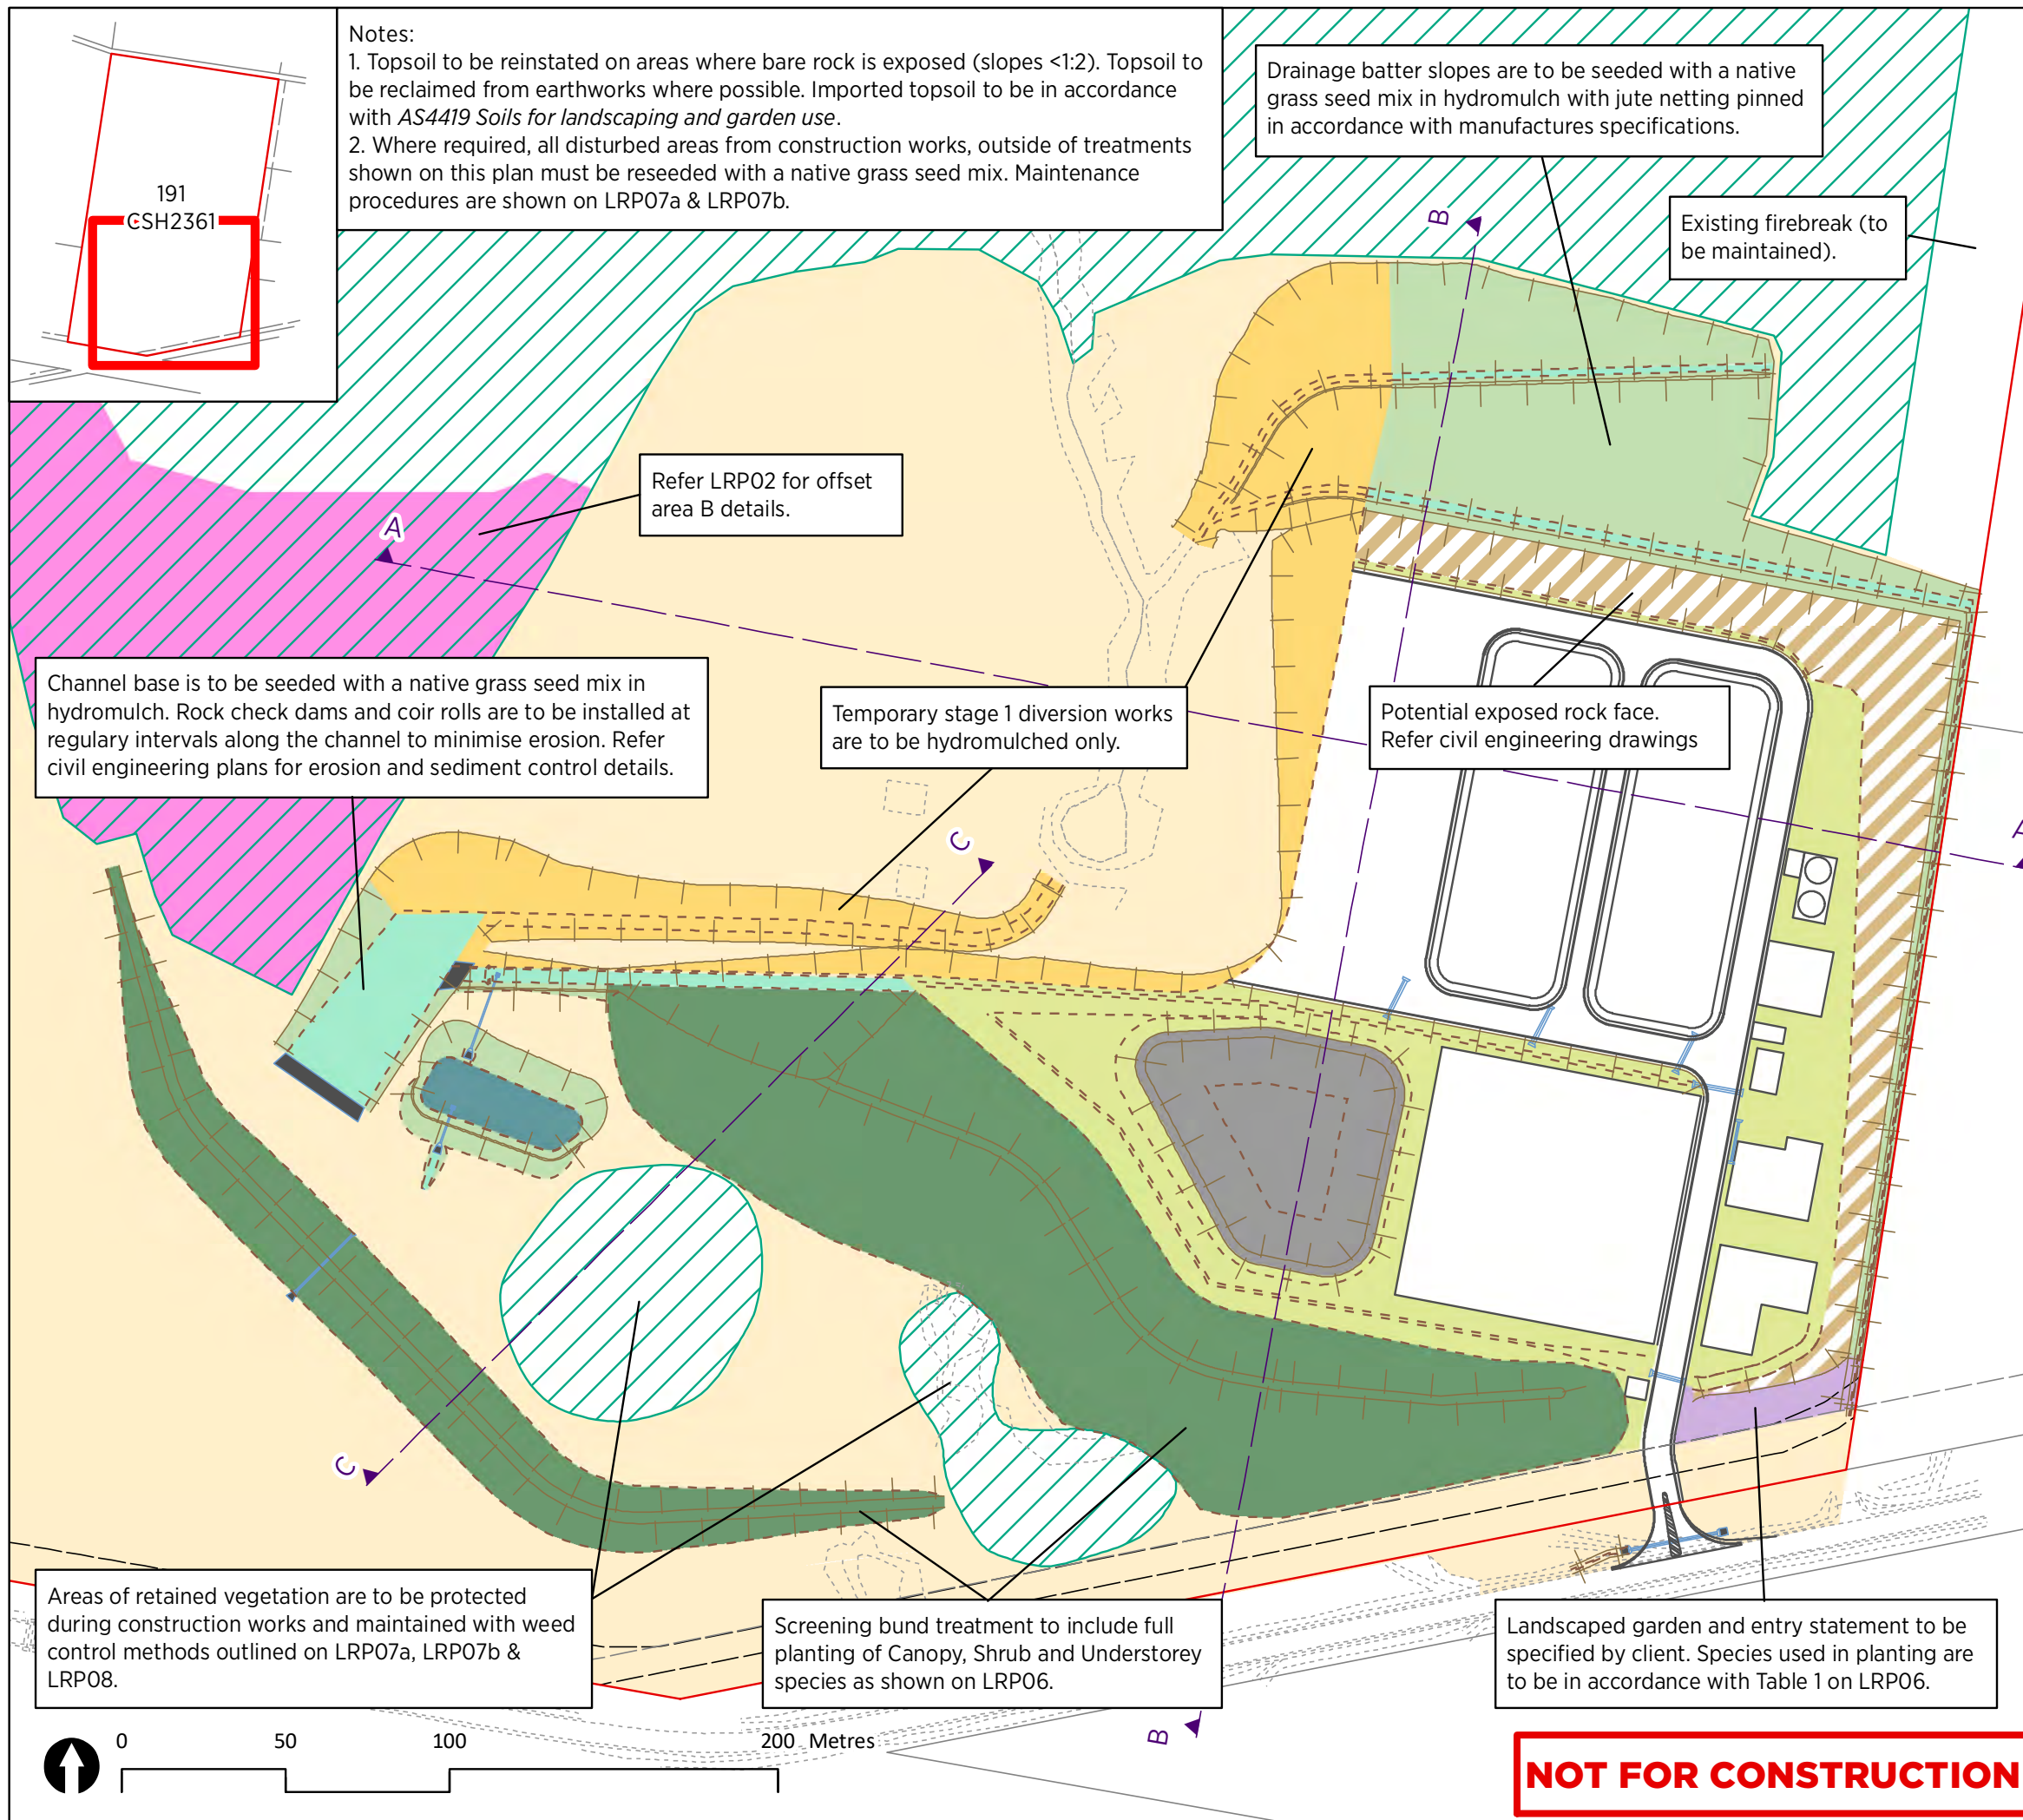 191
CSH2361
Notes:
1. Topsoil to be reinstated on areas where bare rock is exposed (slopes <1:2). Topsoil to
be reclaimed from earthworks where possible. Imported topsoil to be in accordance
with AS4419 Soils for landscaping and garden use.
2. Where required, all disturbed areas from construction works, outside of treatments
shown on this plan must be reseeded with a native grass seed mix. Maintenance
procedures are shown on LRP07a & LRP07b.
Drainage batter slopes are to be seeded with a native
grass seed mix in hydromulch with jute netting pinned
in accordance with manufactures specifications.
Existing firebreak (to
be maintained).
B
Refer LRP02 for offset
area B details.
A
Channel base is to be seeded with a native grass seed mix in
hydromulch. Rock check dams and coir rolls are to be installed at
regulary intervals along the channel to minimise erosion. Refer
civil engineering plans for erosion and sediment control details.
Temporary stage 1 diversion works
are to be hydromulched only.
Potential exposed rock face.
Refer civil engineering drawings
C
A
C
Areas of retained vegetation are to be protected
during construction works and maintained with weed
control methods outlined on LRP07a, LRP07b &
LRP08.
Screening bund treatment to include full
planting of Canopy, Shrub and Understorey
species as shown on LRP06.
Landscaped garden and entry statement to be
specified by client. Species used in planting are
to be in accordance with Table 1 on LRP06.
B
0 50 100 200 Metres
NOT FOR CONSTRUCTION